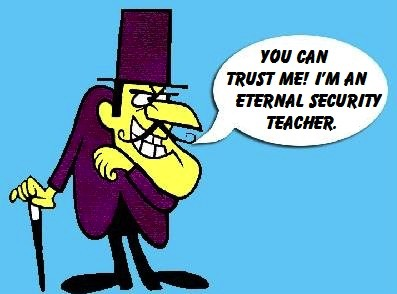 YOU CAN
TRUST ME! I'M AN
ETERNAL SECURITY
TEACHER.